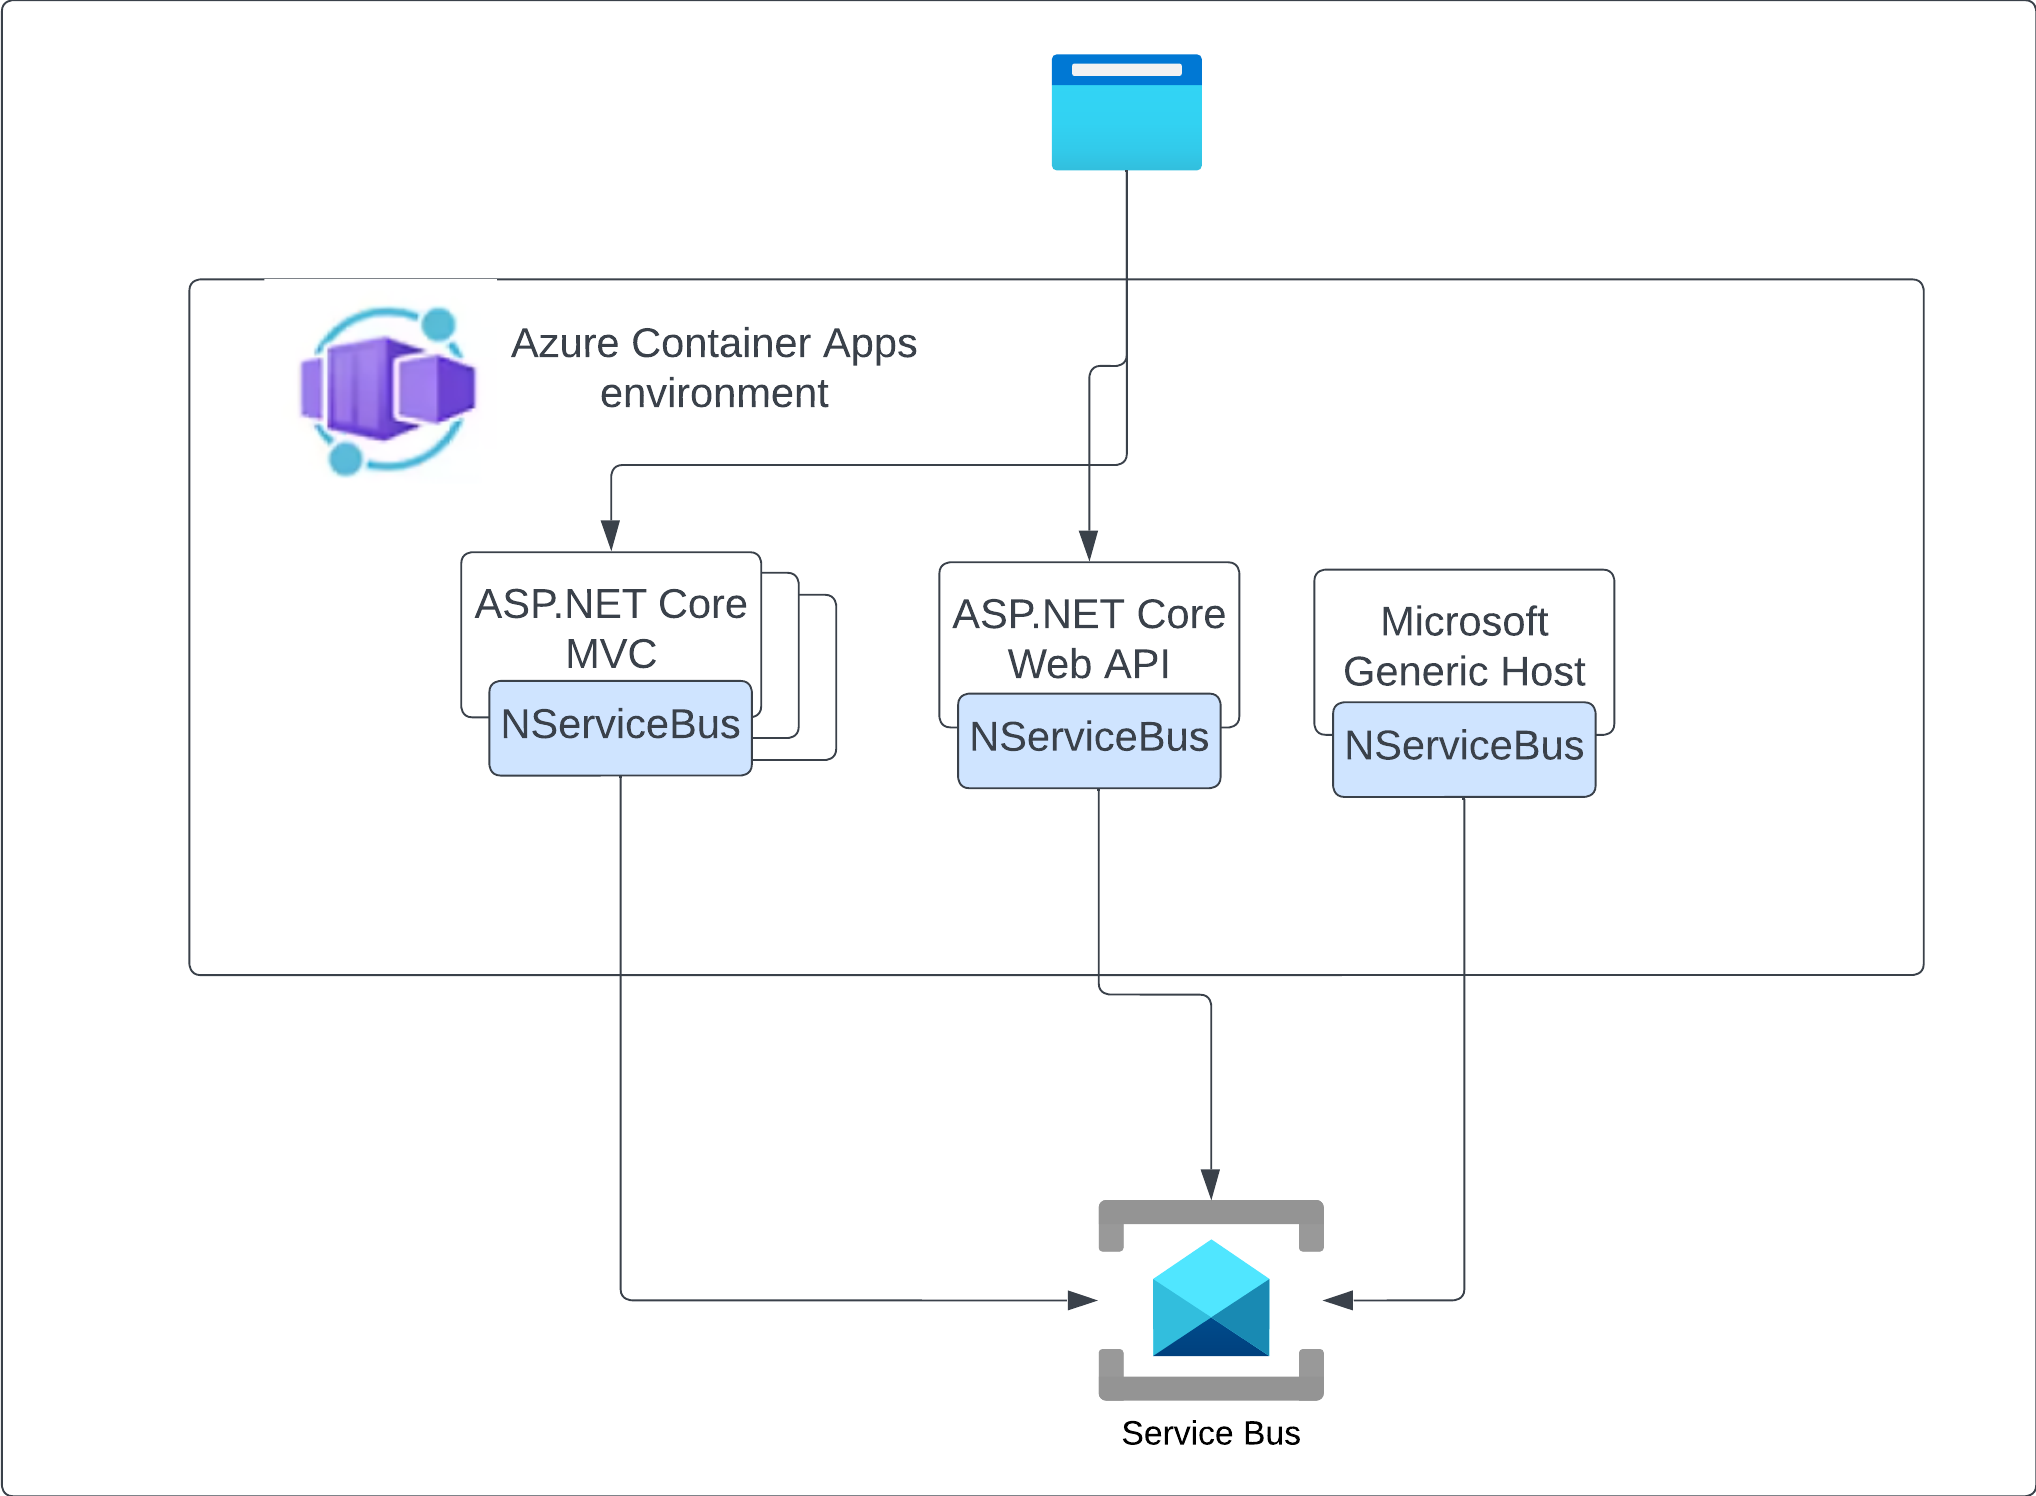 Azure Container Apps
environment
ASP.NET Core
MVC
NServiceBus
ASP.NET Core
Web API
NServiceBus
Microsoft
Generic Host
NServiceBus
Service Bus